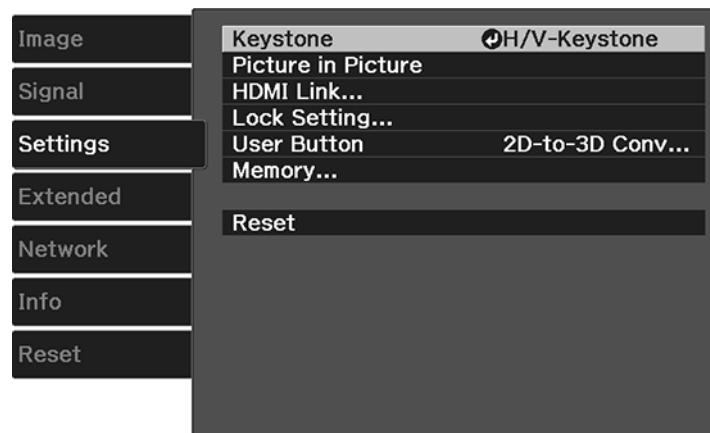 Image
Signal
Settings
Extended
Network
Info
Reset
Keystone H/V-Keystone
Picture in Picture
HDMI Link...
Lock Setting...
User Button 2D-to-3D Conv...
Memory...
Reset